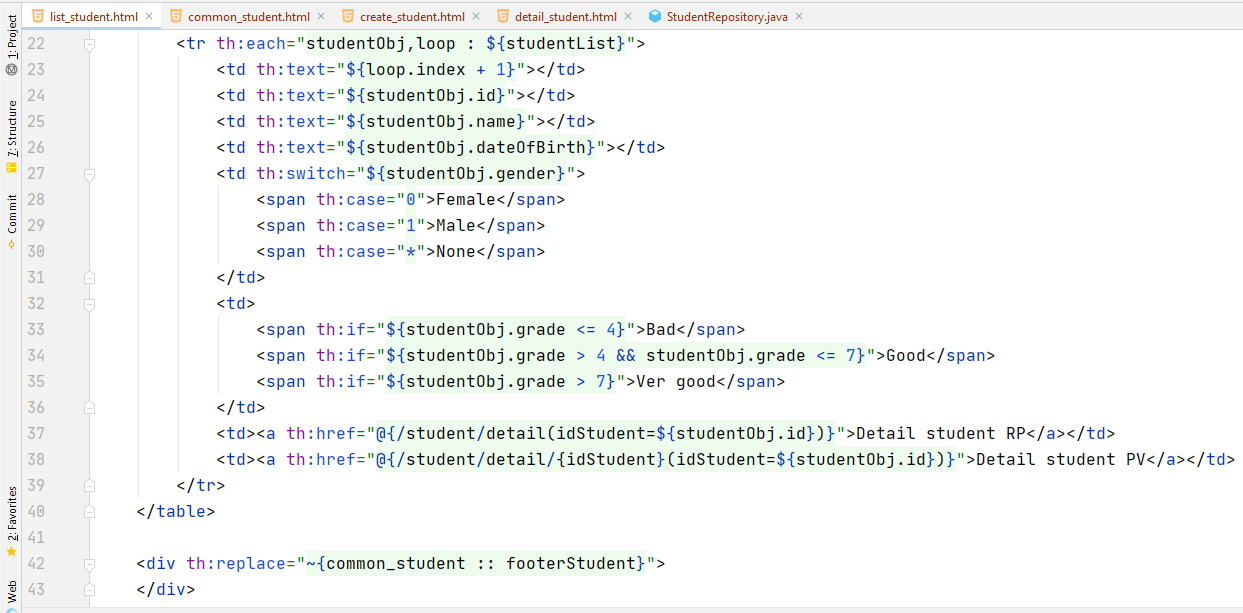 list_student.html × common_student.html × create_student.html × detail_student.html × StudentRepository.java ×
1: Project
7: Structure
Commit
2: Favorites
Web
22 <tr th:each="studentObj,loop : ${studentList}">
23 <td th:text="${loop.index + 1}"></td>
24 <td th:text="${studentObj.id}"></td>
25 <td th:text="${studentObj.name}"></td>
26 <td th:text="${studentObj.dateOfBirth}"></td>
27 <td th:switch="${studentObj.gender}">
28 <span th:case="0">Female</span>
29 <span th:case="1">Male</span>
30 <span th:case="*">None</span>
31 </td>
32 <td>
33 <span th:if="${studentObj.grade <= 4}">Bad</span>
34 <span th:if="${studentObj.grade > 4 && studentObj.grade <= 7}">Good</span>
35 <span th:if="${studentObj.grade > 7}">Ver good</span>
36 </td>
37 <td><a th:href="@{/student/detail(idStudent=${studentObj.id})}">Detail student RP</a></td>
38 <td><a th:href="@{/student/detail/{idStudent}(idStudent=${studentObj.id})}">Detail student PV</a></td>
39 </tr>
40 </table>
41
42 <div th:replace="~{common_student :: footerStudent}">
43 </div>